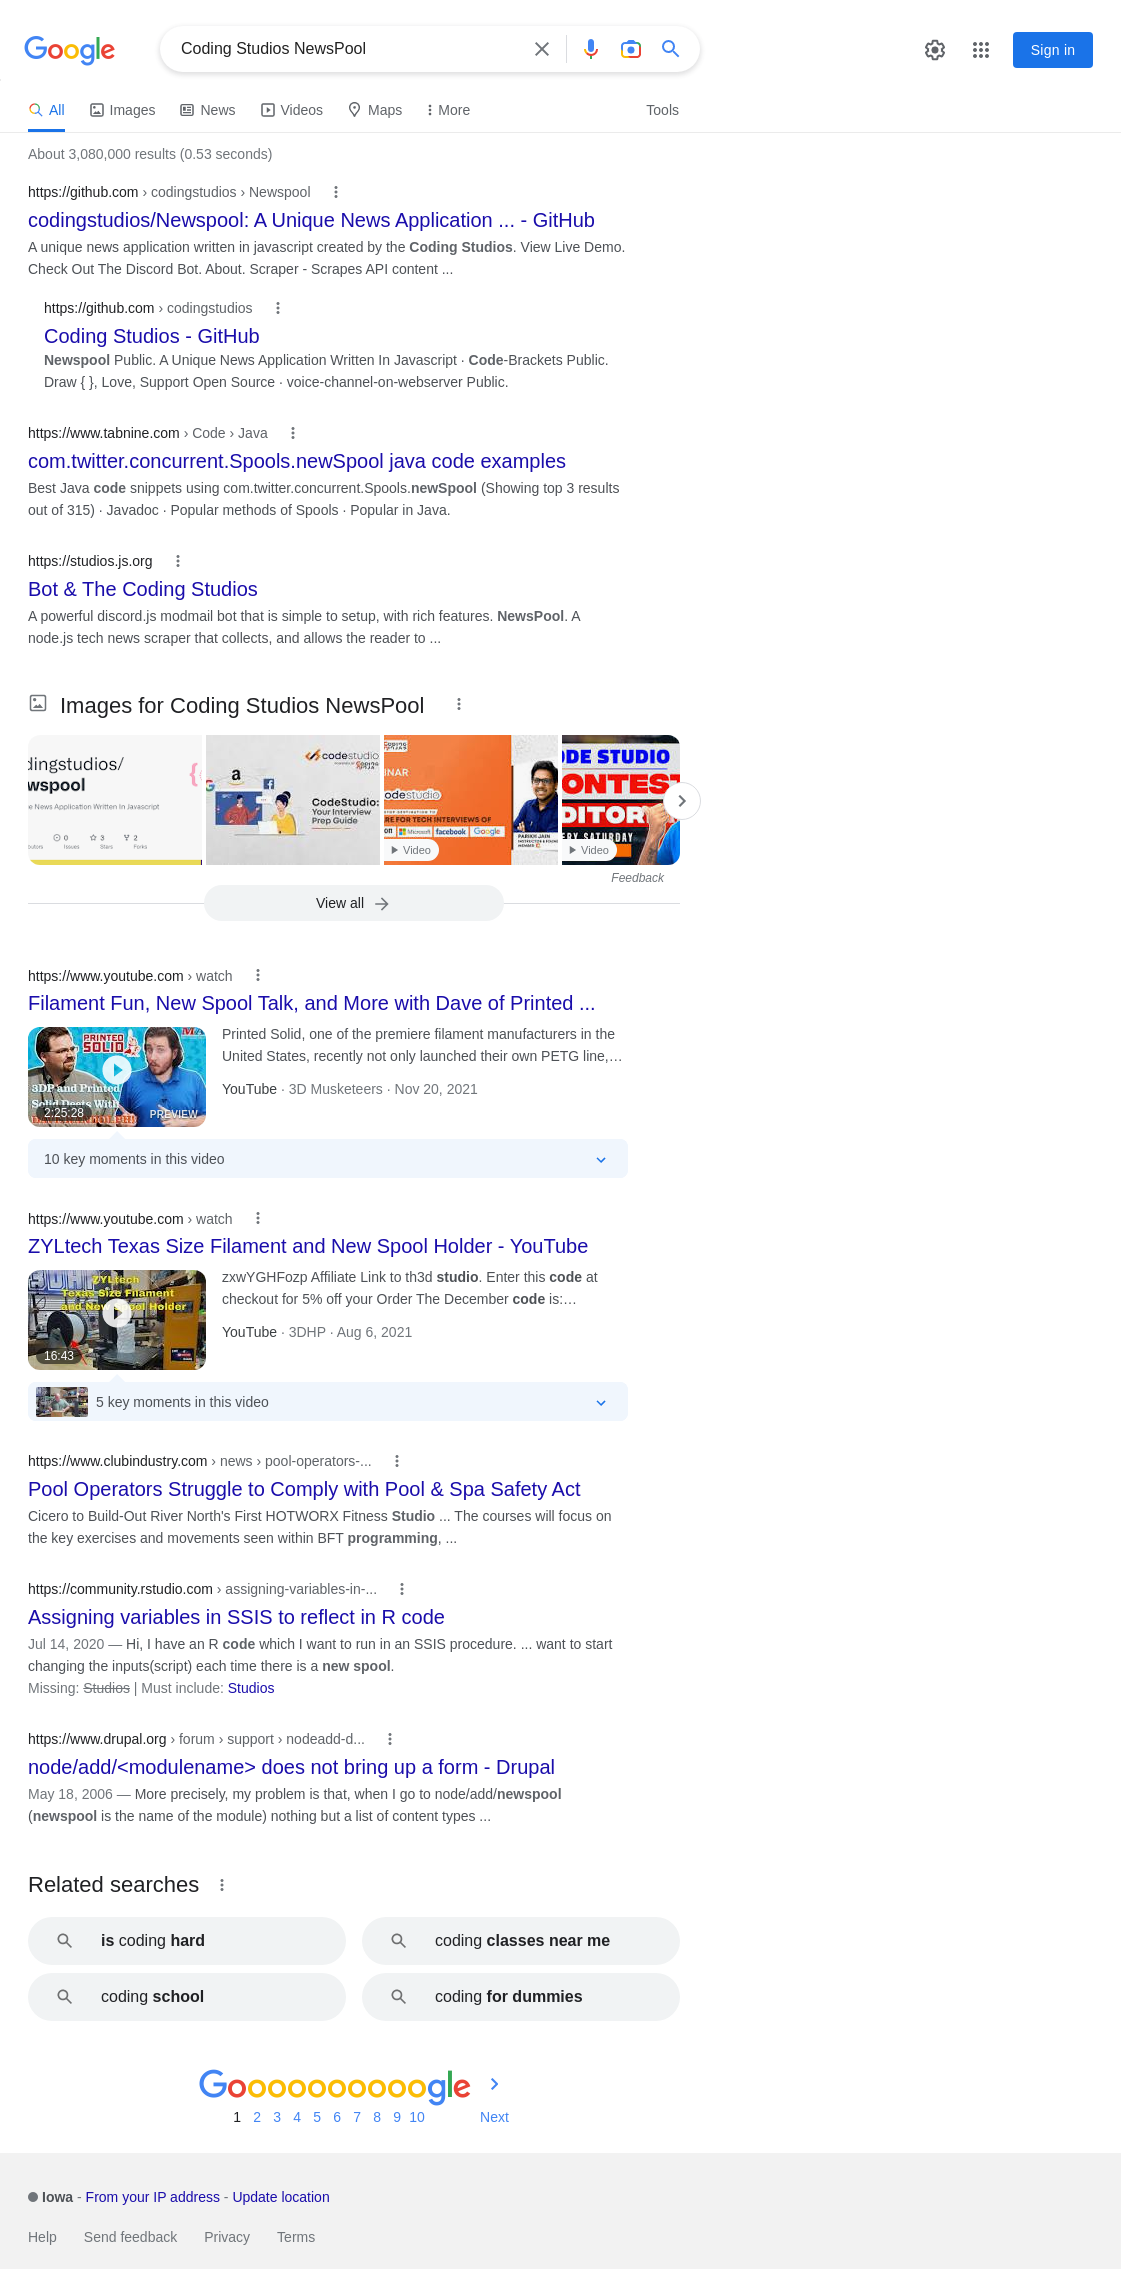 Google
Coding Studios NewsPool
Sign in
All Images News Videos Maps More Tools
About 3,080,000 results (0.53 seconds)
https://github.com › codingstudios › Newspool
codingstudios/Newspool: A Unique News Application ... - GitHub
A unique news application written in javascript created by the Coding Studios. View Live Demo.
Check Out The Discord Bot. About. Scraper - Scrapes API content ...
https://github.com › codingstudios
Coding Studios - GitHub
Newspool Public. A Unique News Application Written In Javascript · Code-Brackets Public.
Draw { }, Love, Support Open Source · voice-channel-on-webserver Public.
https://www.tabnine.com › Code › Java
com.twitter.concurrent.Spools.newSpool java code examples
Best Java code snippets using com.twitter.concurrent.Spools.newSpool (Showing top 3 results
out of 315) · Javadoc · Popular methods of Spools · Popular in Java.
https://studios.js.org
Bot & The Coding Studios
A powerful discord.js modmail bot that is simple to setup, with rich features. NewsPool. A
node.js tech news scraper that collects, and allows the reader to ...
Images for Coding Studios NewsPool
dingstudios/
wspool
e News Application Written In Javascript
0 3 2
Issues Stars Forks
codestudio
CodeStudio:
Your Interview
Prep Guide
INAR
odestudio
RE FOR TECH INTERVIEWS OF
on Microsoft facebook Google
PARIKH JAIN
Video
ODE STUDIO
ONTEST
DITORY
RY SATURDAY
Video
Feedback
View all
https://www.youtube.com › watch
Filament Fun, New Spool Talk, and More with Dave of Printed ...
PRINTED
SOLID
3DP and Printed
Solid Deets With
2:25:28
PREVIEW
Printed Solid, one of the premiere filament manufacturers in the
United States, recently not only launched their own PETG line,…
YouTube · 3D Musketeers · Nov 20, 2021
10 key moments in this video
https://www.youtube.com › watch
ZYLtech Texas Size Filament and New Spool Holder - YouTube
ZYLtech
Texas Size Filament
and New Spool Holder
16:43
zxwYGHFozp Affiliate Link to th3d studio. Enter this code at
checkout for 5% off your Order The December code is:…
YouTube · 3DHP · Aug 6, 2021
5 key moments in this video
https://www.clubindustry.com › news › pool-operators-...
Pool Operators Struggle to Comply with Pool & Spa Safety Act
Cicero to Build-Out River North's First HOTWORX Fitness Studio ... The courses will focus on
the key exercises and movements seen within BFT programming, ...
https://community.rstudio.com › assigning-variables-in-...
Assigning variables in SSIS to reflect in R code
Jul 14, 2020 — Hi, I have an R code which I want to run in an SSIS procedure. ... want to start
changing the inputs(script) each time there is a new spool.
Missing: Studios | Must include: Studios
https://www.drupal.org › forum › support › nodeadd-d...
node/add/<modulename> does not bring up a form - Drupal
May 18, 2006 — More precisely, my problem is that, when I go to node/add/newspool
(newspool is the name of the module) nothing but a list of content types ...
Related searches
is coding hard
coding classes near me
coding school
coding for dummies
Goooooooooogle
1 2 3 4 5 6 7 8 9 10 Next
Iowa - From your IP address - Update location
Help Send feedback Privacy Terms